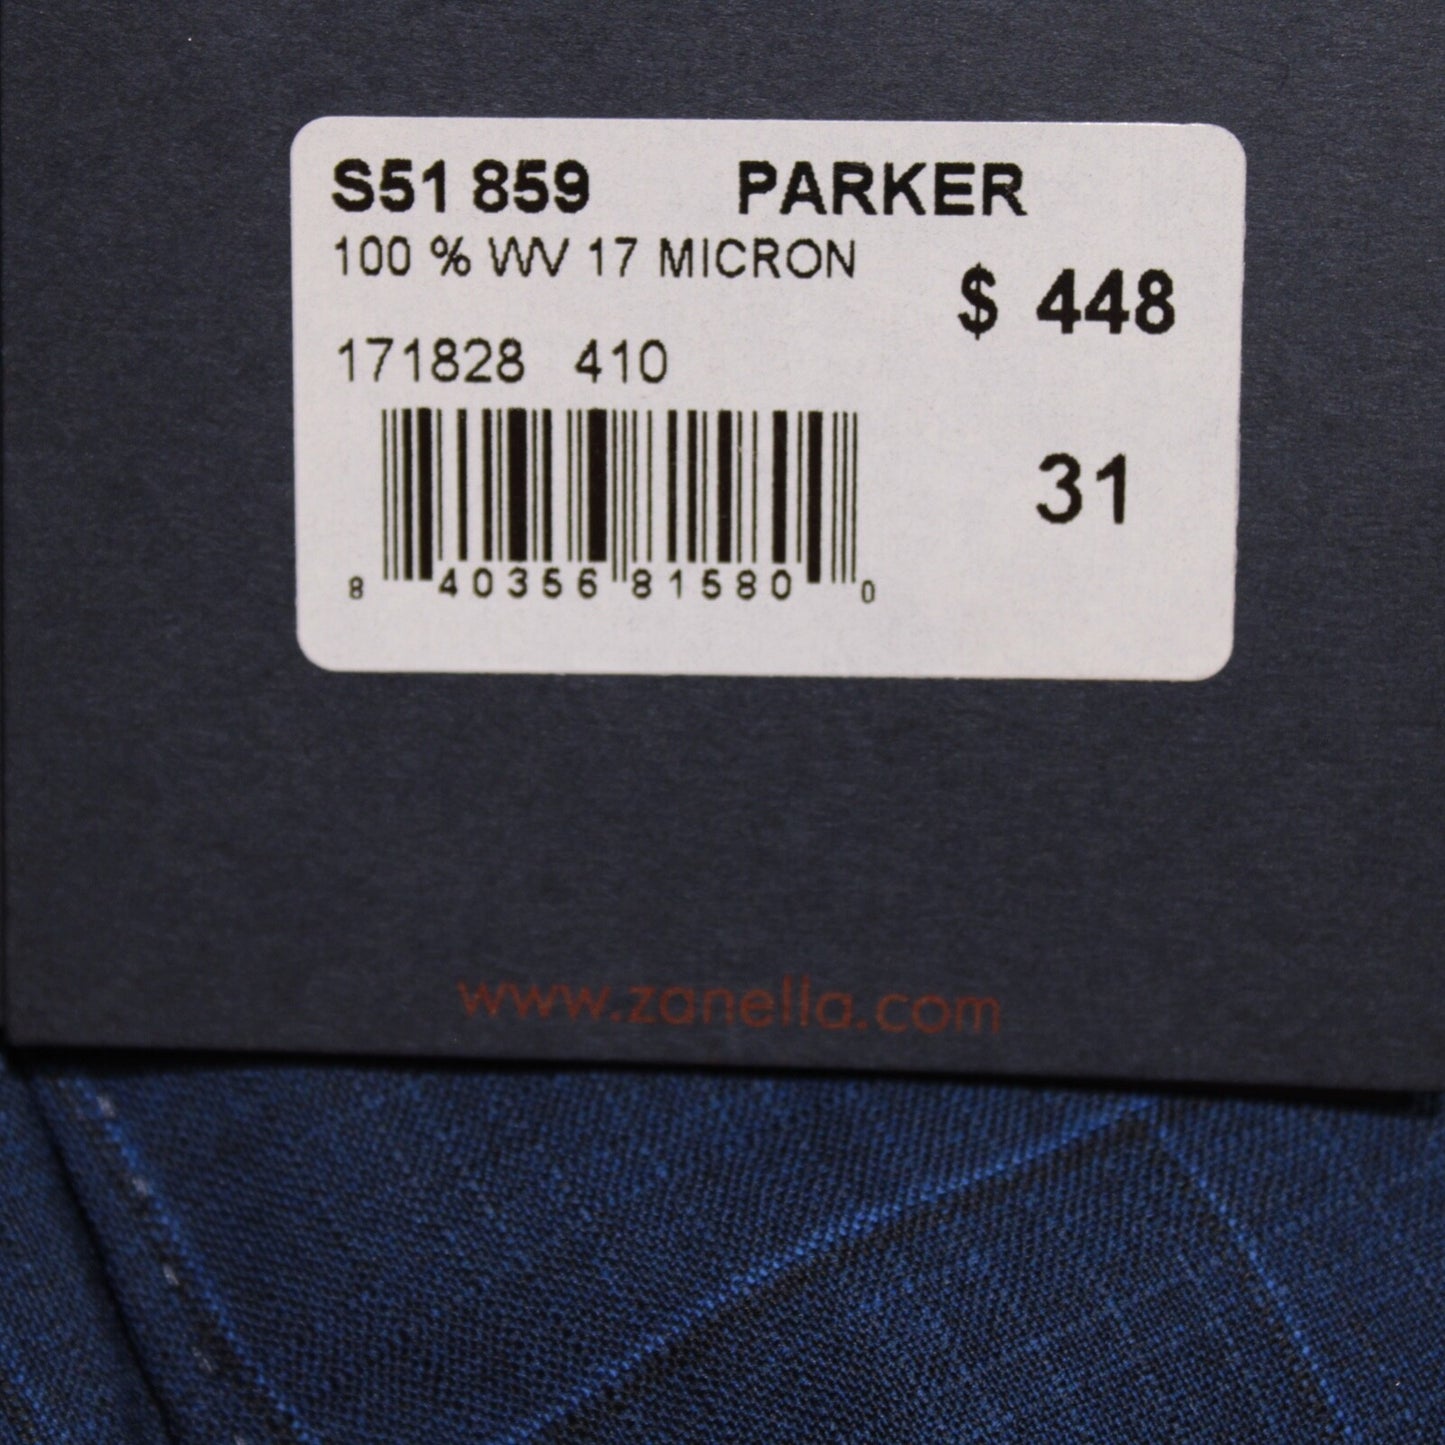 S51 859 PARKER
100 % WV 17 MICRON
$ 448
171828 410
31
8 40356 81580 0
www.zanella.com